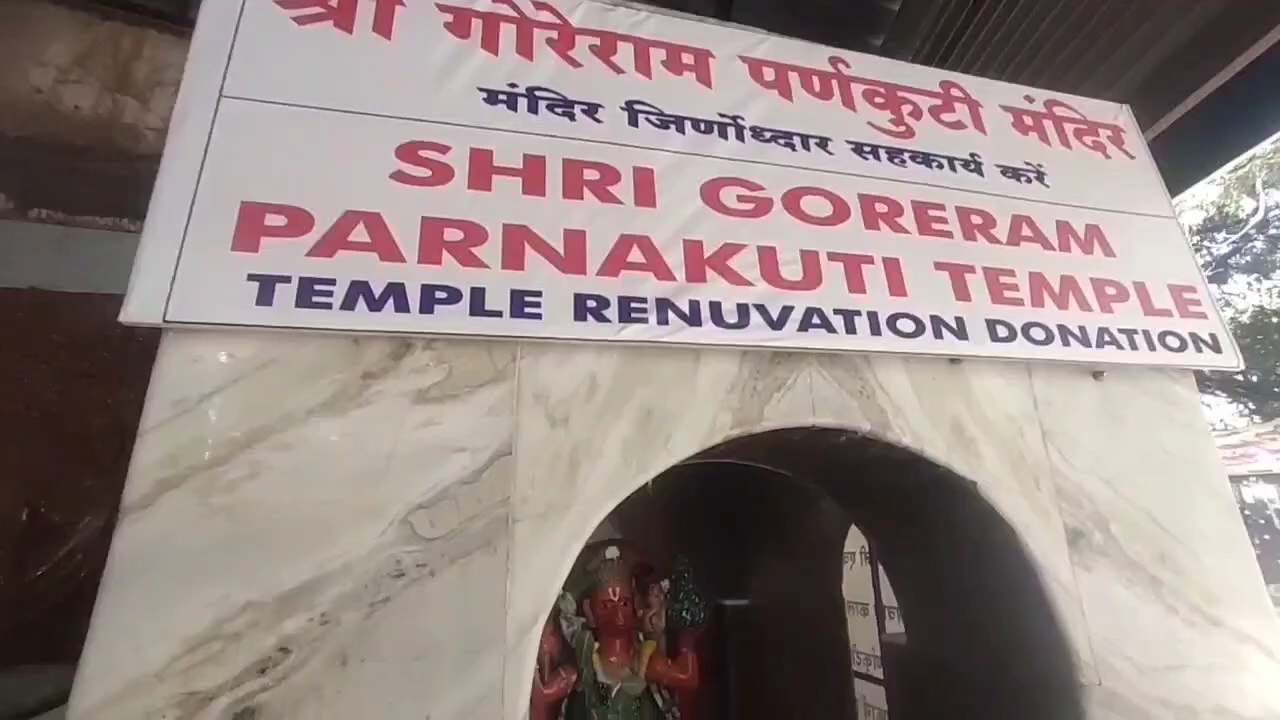 श्री गोरेराम पर्णकुटी मंदिर
मंदिर जिर्णोध्दार सहकार्य करें
SHRI GORERAM
PARNAKUTI TEMPLE
TEMPLE RENUVATION DONATION